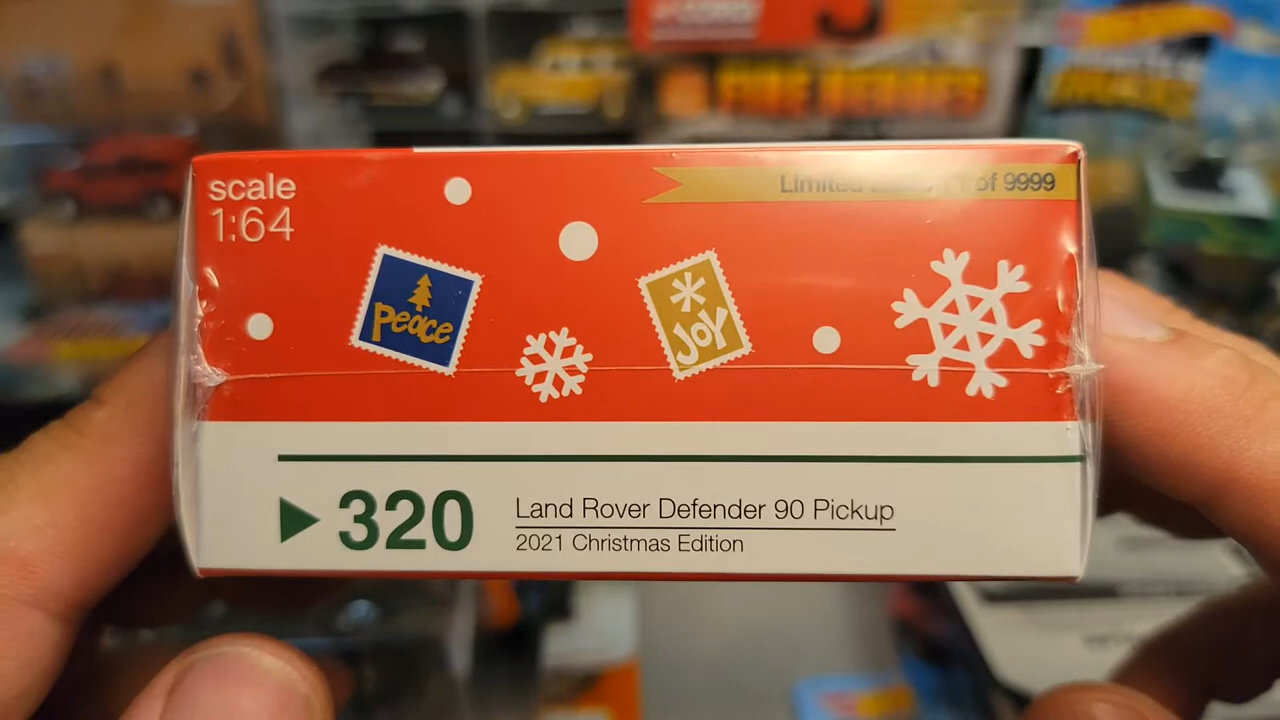 scale
1:64
Limited of 9999
Peace
JOY
320
Land Rover Defender 90 Pickup
2021 Christmas Edition